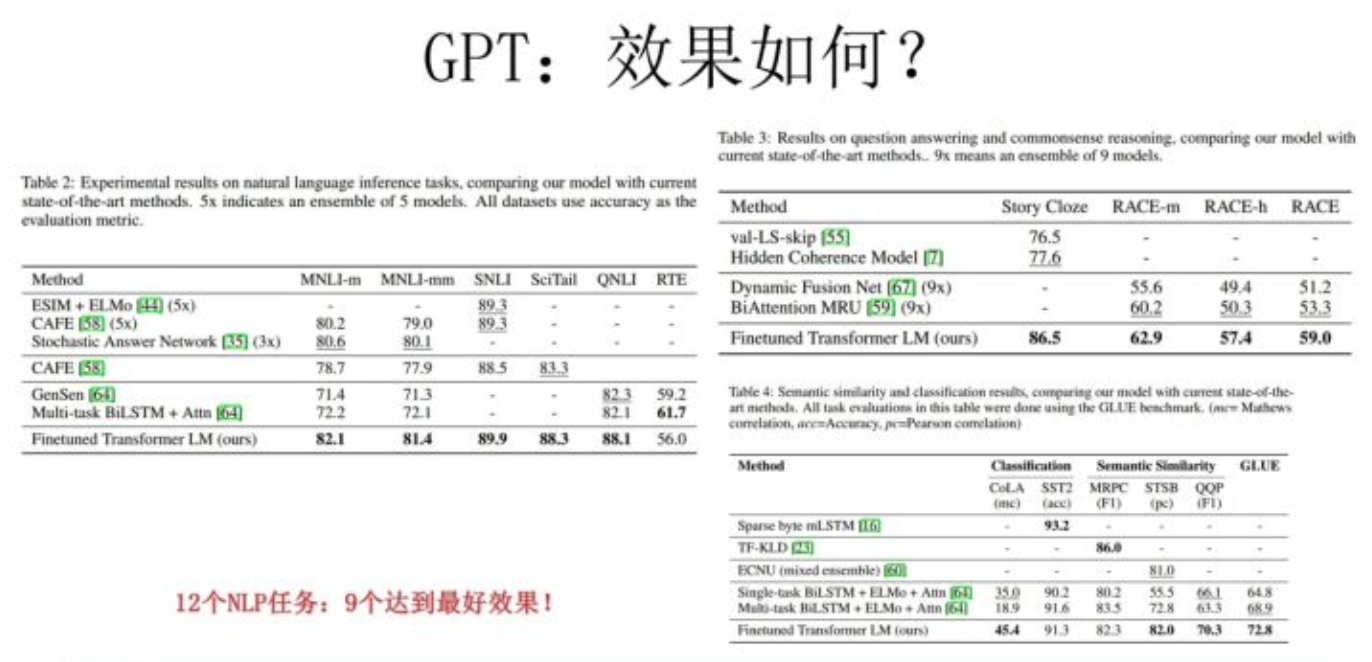 GPT：效果如何？
Table 2: Experimental results on natural language inference tasks, comparing our model with current
state-of-the-art methods. 5x indicates an ensemble of 5 models. All datasets use accuracy as the
evaluation metric.
Method MNLI-m MNLI-mm SNLI SciTail QNLI RTE
ESIM + ELMo [44] (5x) - - 89.3 - - -
CAFE [58] (5x) 80.2 79.0 89.3 - - -
Stochastic Answer Network [35] (3x) 80.6 80.1 - - - -
CAFE [58] 78.7 77.9 88.5 83.3
GenSen [64] 71.4 71.3 - - 82.3 59.2
Multi-task BiLSTM + Attn [64] 72.2 72.1 - - 82.1 61.7
Finetuned Transformer LM (ours) 82.1 81.4 89.9 88.3 88.1 56.0
12个NLP任务：9个达到最好效果！
Table 3: Results on question answering and commonsense reasoning, comparing our model with
current state-of-the-art methods.. 9x means an ensemble of 9 models.
Method Story Cloze RACE-m RACE-h RACE
val-LS-skip [55] 76.5 - - -
Hidden Coherence Model [7] 77.6 - - -
Dynamic Fusion Net [67] (9x) - 55.6 49.4 51.2
BiAttention MRU [59] (9x) - 60.2 50.3 53.3
Finetuned Transformer LM (ours) 86.5 62.9 57.4 59.0
Table 4: Semantic similarity and classification results, comparing our model with current state-of-the-
art methods. All task evaluations in this table were done using the GLUE benchmark. (mc= Mathews
correlation, acc=Accuracy, pc=Pearson correlation)
Method Classification Semantic Similarity GLUE
CoLA SST2 MRPC STSB QQP
(mc) (acc) (F1) (pc) (F1)
Sparse byte mLSTM [16] - 93.2 - - - -
TF-KLD [23] - - 86.0 - - -
ECNU (mixed ensemble) [60] - - - 81.0 - -
Single-task BiLSTM + ELMo + Attn [64] 35.0 90.2 80.2 55.5 66.1 64.8
Multi-task BiLSTM + ELMo + Attn [64] 18.9 91.6 83.5 72.8 63.3 68.9
Finetuned Transformer LM (ours) 45.4 91.3 82.3 82.0 70.3 72.8